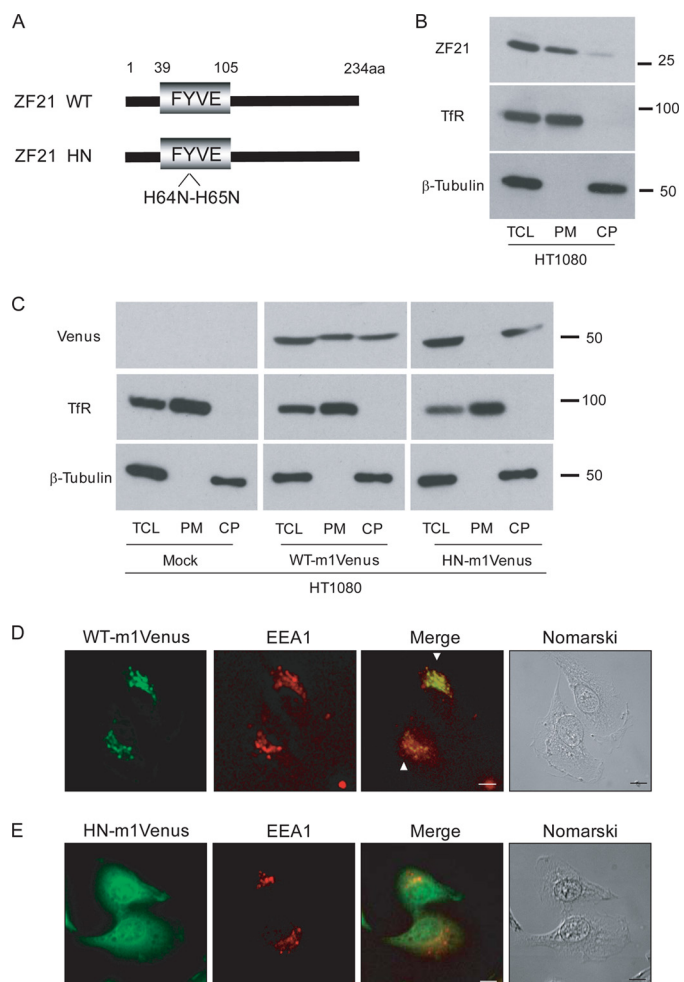 A
1 39 105 234aa
ZF21 WT FYVE
ZF21 HN FYVE
H64N-H65N
B
ZF21
25
TfR
100
β-Tubulin
50
TCL PM CP
HT1080
C
Venus
50
TfR
100
β-Tubulin
50
TCL PM CP TCL PM CP TCL PM CP
Mock WT-m1Venus HN-m1Venus
HT1080
D
WT-m1Venus EEA1 Merge Nomarski
E
HN-m1Venus EEA1 Merge Nomarski